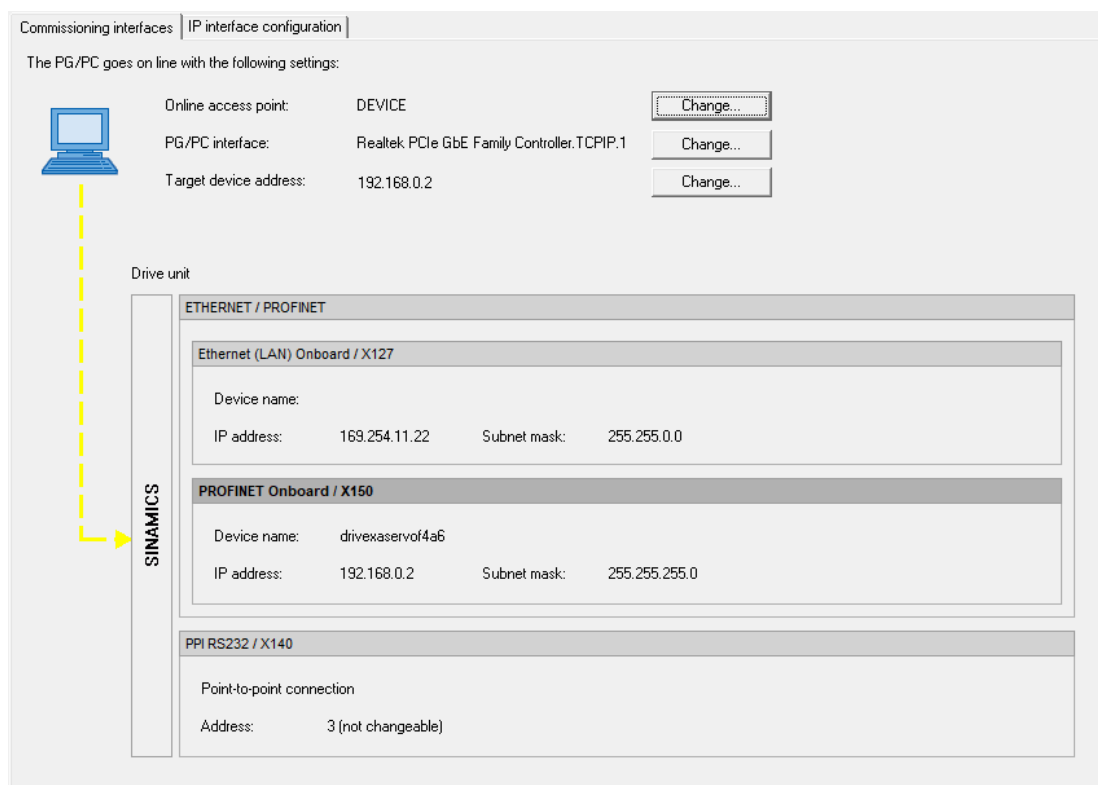 Commissioning interfaces IP interface configuration
The PG/PC goes on line with the following settings:
Online access point: DEVICE Change...
PG/PC interface: Realtek PCIe GbE Family Controller.TCPIP.1 Change...
Target device address: 192.168.0.2 Change...
Drive unit
SINAMICS
ETHERNET / PROFINET
Ethernet (LAN) Onboard / X127
Device name:
IP address: 169.254.11.22 Subnet mask: 255.255.0.0
PROFINET Onboard / X150
Device name: drivexaservof4a6
IP address: 192.168.0.2 Subnet mask: 255.255.255.0
PPI RS232 / X140
Point-to-point connection
Address: 3 (not changeable)